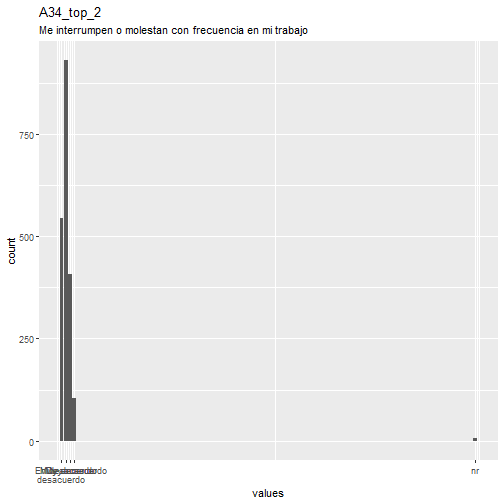 A34_top_2
Me interrumpen o molestan con frecuencia en mi trabajo
750
500
250
0
count
nr
desacuerdo
values